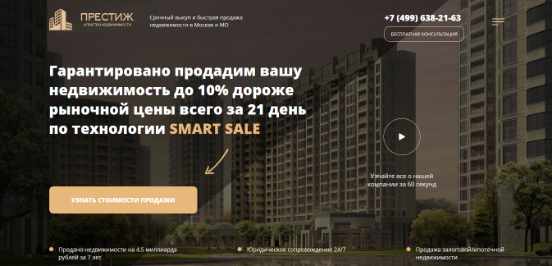 ПРЕСТИЖ
АГЕНТСТВО НЕДВИЖИМОСТИ
Срочный выкуп и быстрая продажа
недвижимости в Москве и МО
+7 (499) 638-21-63
БЕСПЛАТНАЯ КОНСУЛЬТАЦИЯ
Гарантировано продадим вашу
недвижимость до 10% дороже
рыночной цены всего за 21 день
по технологии SMART SALE
Узнайте все о нашей
компании за 60 секунд
УЗНАТЬ СТОИМОСТИ ПРОДАЖИ
Продано недвижимости на 4,5 миллиарда
рублей за 7 лет
Юридическое сопровождение 24/7
Продажа залоговой/ипотечной
недвижимости